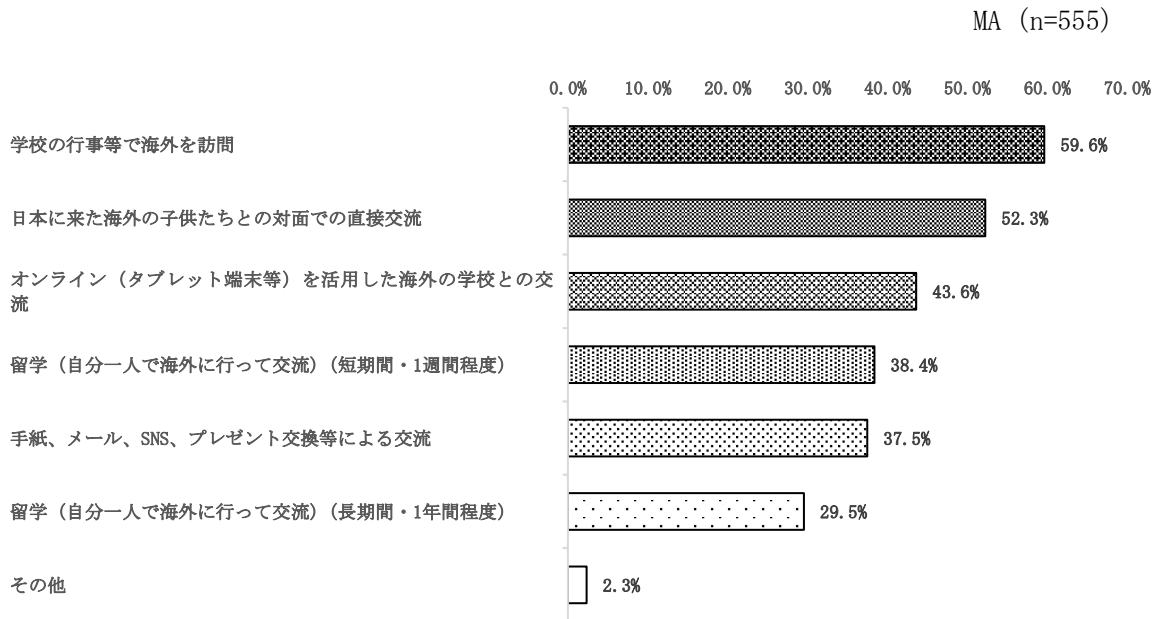 MA (n=555)
0.0% 10.0% 20.0% 30.0% 40.0% 50.0% 60.0% 70.0%
学校の行事等で海外を訪問 59.6%
日本に来た海外の子供たちとの対面での直接交流 52.3%
オンライン（タブレット端末等）を活用した海外の学校との交
流 43.6%
留学（自分一人で海外に行って交流）（短期間・1週間程度） 38.4%
手紙、メール、SNS、プレゼント交換等による交流 37.5%
留学（自分一人で海外に行って交流）（長期間・1年間程度） 29.5%
その他 2.3%